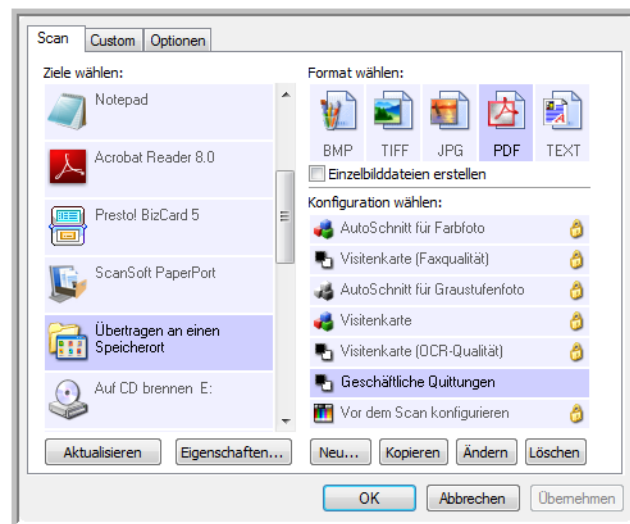 Scan Custom Optionen
Ziele wählen:
Notepad
Acrobat Reader 8.0
Presto! BizCard 5
ScanSoft PaperPort
Übertragen an einen
Speicherort
Auf CD brennen E:
Aktualisieren Eigenschaften...
Format wählen:
BMP TIFF JPG PDF TEXT
Einzelbilddateien erstellen
Konfiguration wählen:
AutoSchnitt für Farbfoto
Visitenkarte (Faxqualität)
AutoSchnitt für Graustufenfoto
Visitenkarte
Visitenkarte (OCR-Qualität)
Geschäftliche Quittungen
Vor dem Scan konfigurieren
Neu... Kopieren Ändern Löschen
OK Abbrechen Übernehmen